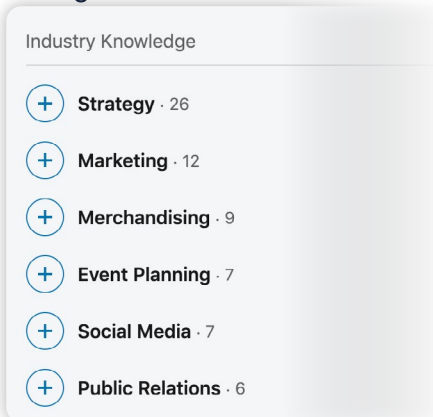 Industry Knowledge
Strategy · 26
Marketing · 12
Merchandising · 9
Event Planning · 7
Social Media · 7
Public Relations · 6